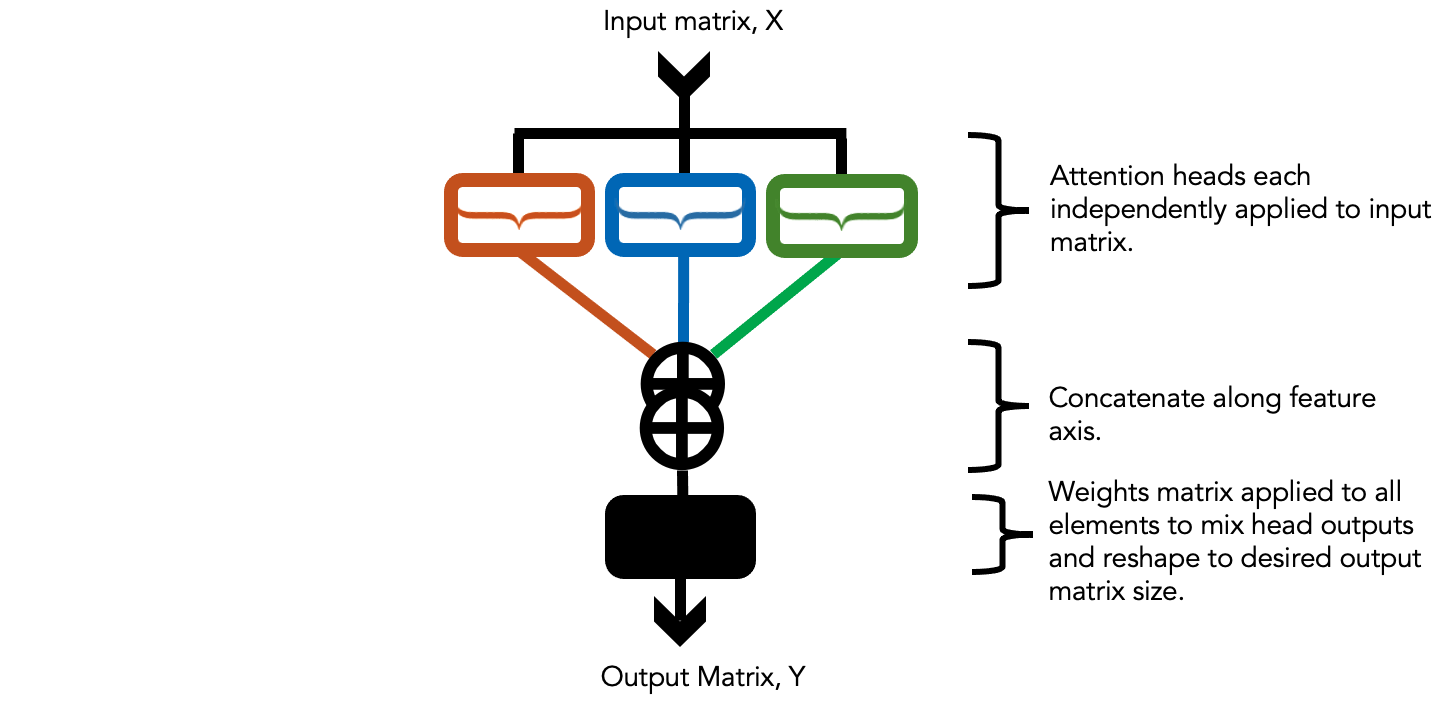 Input matrix, X
Attention heads each
independently applied to input
matrix.
Concatenate along feature
axis.
Weights matrix applied to all
elements to mix head outputs
and reshape to desired output
matrix size.
Output Matrix, Y